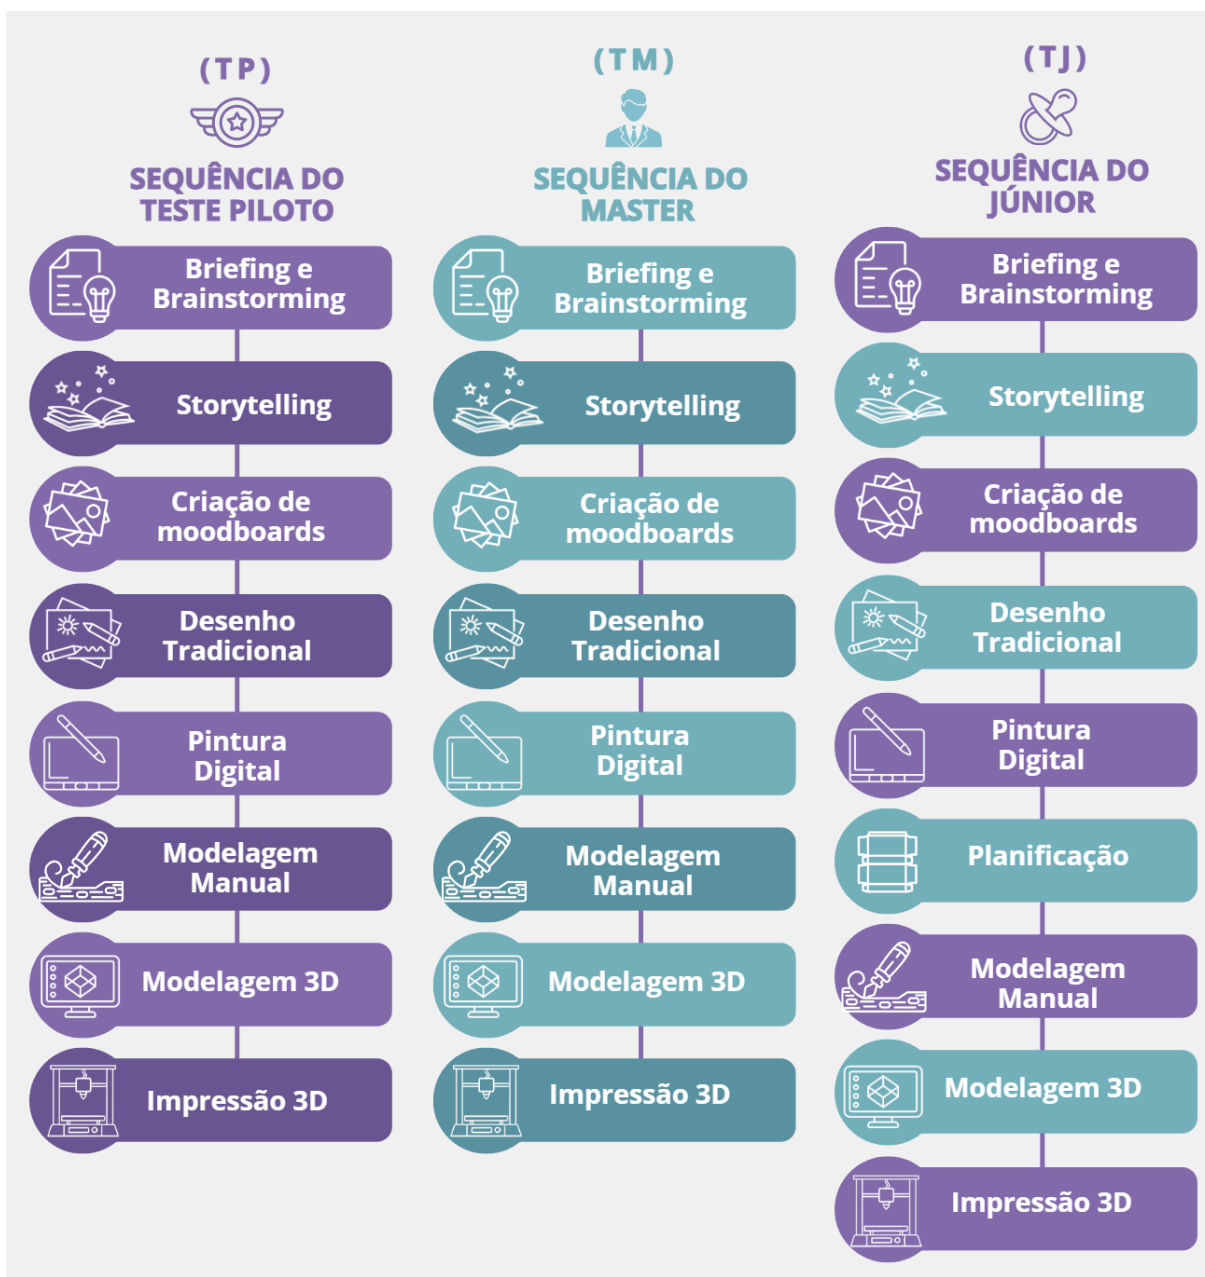 (TP)
SEQUÊNCIA DO
TESTE PILOTO
Briefing e
Brainstorming
Storytelling
Criação de
moodboards
Desenho
Tradicional
Pintura
Digital
Modelagem
Manual
Modelagem 3D
Impressão 3D
(TM)
SEQUÊNCIA DO
MASTER
Briefing e
Brainstorming
Storytelling
Criação de
moodboards
Desenho
Tradicional
Pintura
Digital
Modelagem
Manual
Modelagem 3D
Impressão 3D
(TJ)
SEQUÊNCIA DO
JÚNIOR
Briefing e
Brainstorming
Storytelling
Criação de
moodboards
Desenho
Tradicional
Pintura
Digital
Planificação
Modelagem
Manual
Modelagem 3D
Impressão 3D